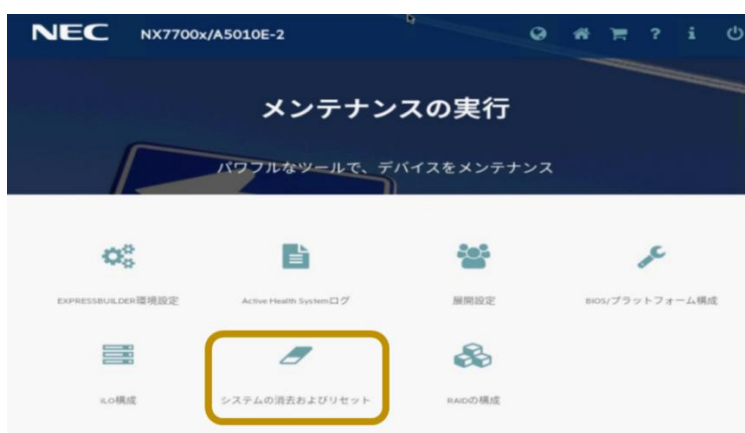 NEC NX7700x/A5010E-2
メンテナンスの実行
パワフルなツールで、デバイスをメンテナンス
EXPRESSBUILDER環境設定 Active Health Systemログ 展開設定 BIOS/プラットフォーム構成
iLO構成 システムの消去およびリセット RAIDの構成